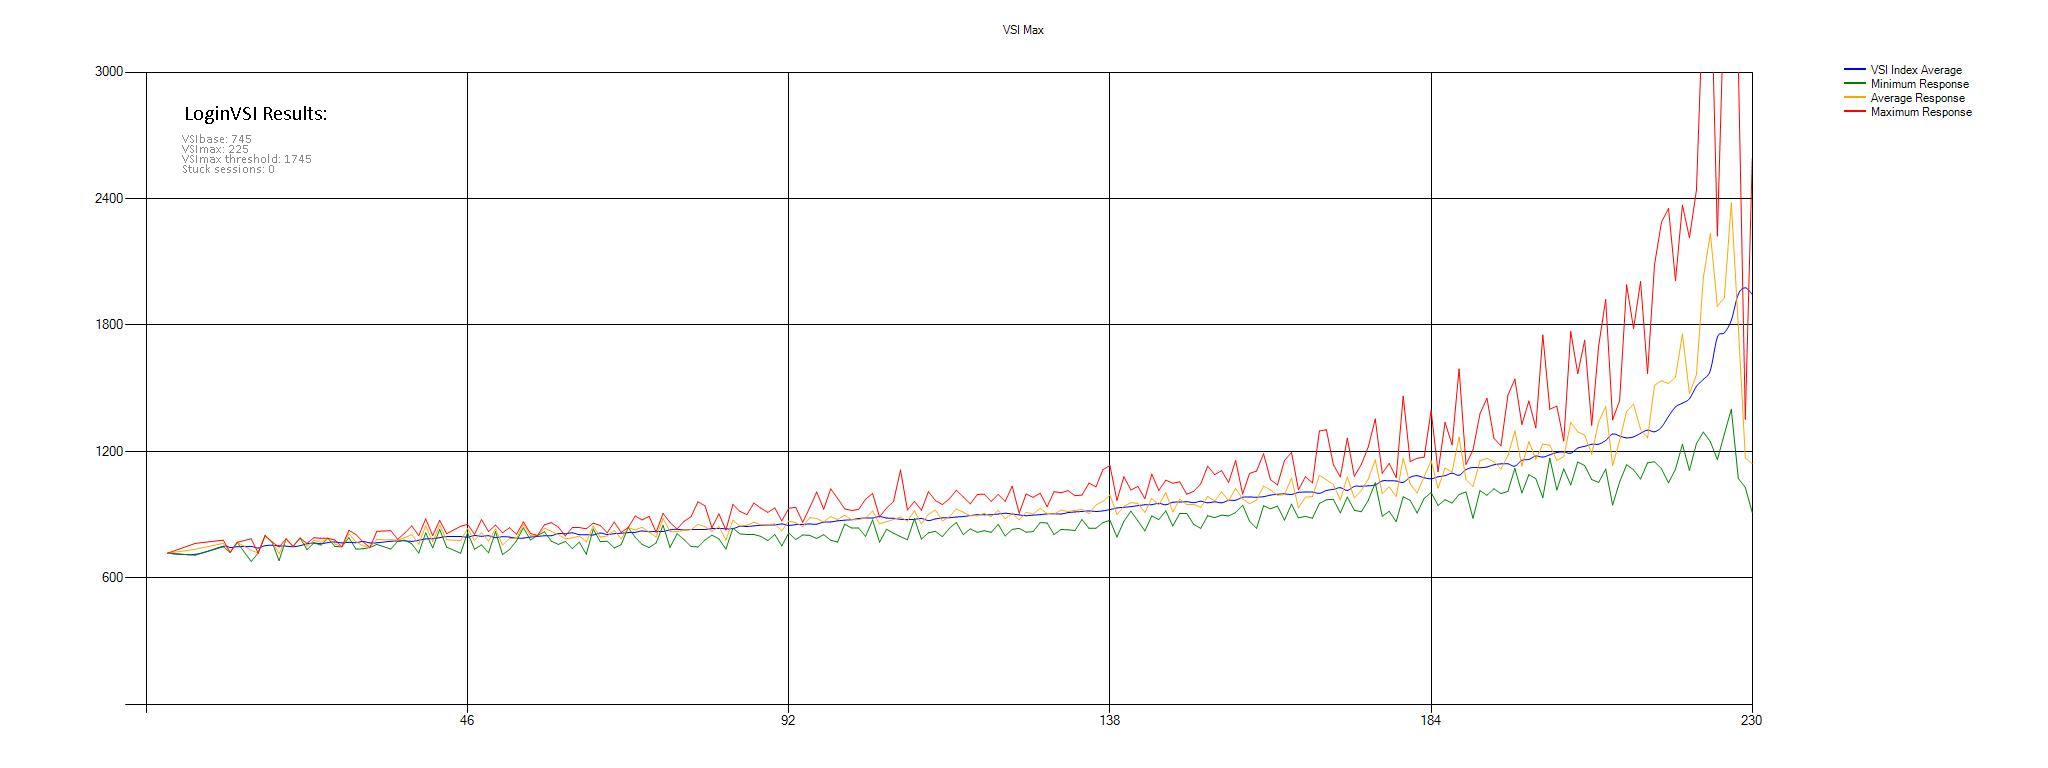 VSI Max
3000
2400
1800
1200
600
LoginVSI Results:
VSIbase: 745
VSImax: 225
VSImax threshold: 1745
Stuck sessions: 0
VSI Index Average
Minimum Response
Average Response
Maximum Response
46
92
138
184
230